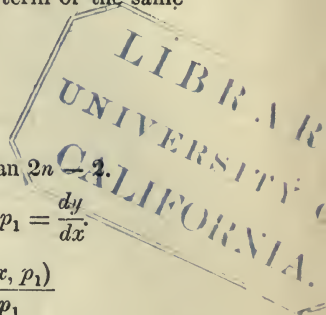 term of the same
LIBRAR
UNIVERSITY
CALIFORNIA.
an 2n − 2.
p₁ = dy/dx.
x, p₁)
p₁